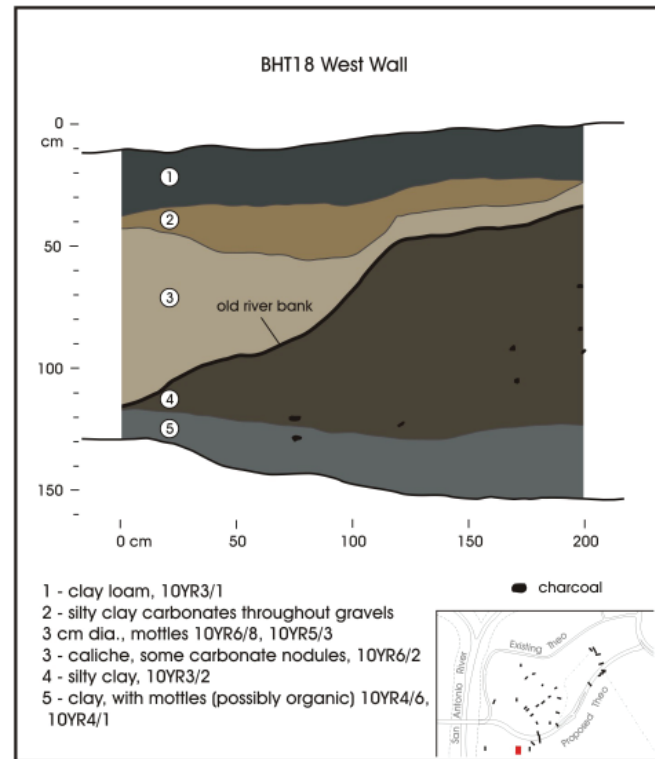 BHT18 West Wall
0
cm
50
100
150
1
2
3
old river bank
4
5
0 cm
50
100
150
200
1 - clay loam, 10YR3/1
2 - silty clay carbonates throughout gravels
3 cm dia., mottles 10YR6/8, 10YR5/3
3 - caliche, some carbonate nodules, 10YR6/2
4 - silty clay, 10YR3/2
5 - clay, with mottles (possibly organic) 10YR4/6,
10YR4/1
charcoal
San Antonio River
Existing Theo
Proposed Theo